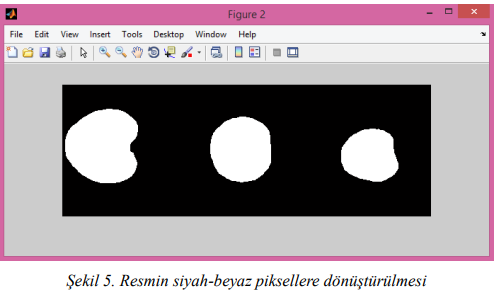 Figure 2
File Edit View Insert Tools Desktop Window Help
Şekil 5. Resmin siyah-beyaz piksellere dönüştürülmesi